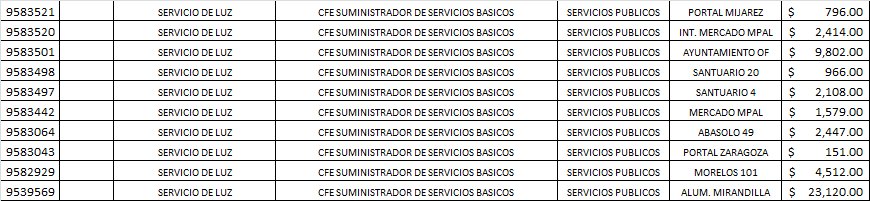 9583521 SERVICIO DE LUZ CFE SUMINISTRADOR DE SERVICIOS BASICOS SERVICIOS PUBLICOS PORTAL MIJAREZ $ 796.00
9583520 SERVICIO DE LUZ CFE SUMINISTRADOR DE SERVICIOS BASICOS SERVICIOS PUBLICOS INT. MERCADO MPAL $ 2,414.00
9583501 SERVICIO DE LUZ CFE SUMINISTRADOR DE SERVICIOS BASICOS SERVICIOS PUBLICOS AYUNTAMIENTO OF $ 9,802.00
9583498 SERVICIO DE LUZ CFE SUMINISTRADOR DE SERVICIOS BASICOS SERVICIOS PUBLICOS SANTUARIO 20 $ 966.00
9583497 SERVICIO DE LUZ CFE SUMINISTRADOR DE SERVICIOS BASICOS SERVICIOS PUBLICOS SANTUARIO 4 $ 2,108.00
9583442 SERVICIO DE LUZ CFE SUMINISTRADOR DE SERVICIOS BASICOS SERVICIOS PUBLICOS MERCADO MPAL $ 1,579.00
9583064 SERVICIO DE LUZ CFE SUMINISTRADOR DE SERVICIOS BASICOS SERVICIOS PUBLICOS ABASOLO 49 $ 2,447.00
9583043 SERVICIO DE LUZ CFE SUMINISTRADOR DE SERVICIOS BASICOS SERVICIOS PUBLICOS PORTAL ZARAGOZA $ 151.00
9582929 SERVICIO DE LUZ CFE SUMINISTRADOR DE SERVICIOS BASICOS SERVICIOS PUBLICOS MORELOS 101 $ 4,512.00
9539569 SERVICIO DE LUZ CFE SUMINISTRADOR DE SERVICIOS BASICOS SERVICIOS PUBLICOS ALUM. MIRANDILLA $ 23,120.00